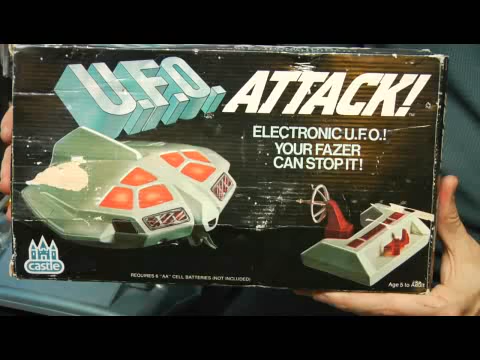 U.F.O. ATTACK!
ELECTRONIC U.F.O.!
YOUR FAZER
CAN STOP IT!
castle
REQUIRES 6 "AA" CELL BATTERIES (NOT INCLUDED)
Age 5 to Adult